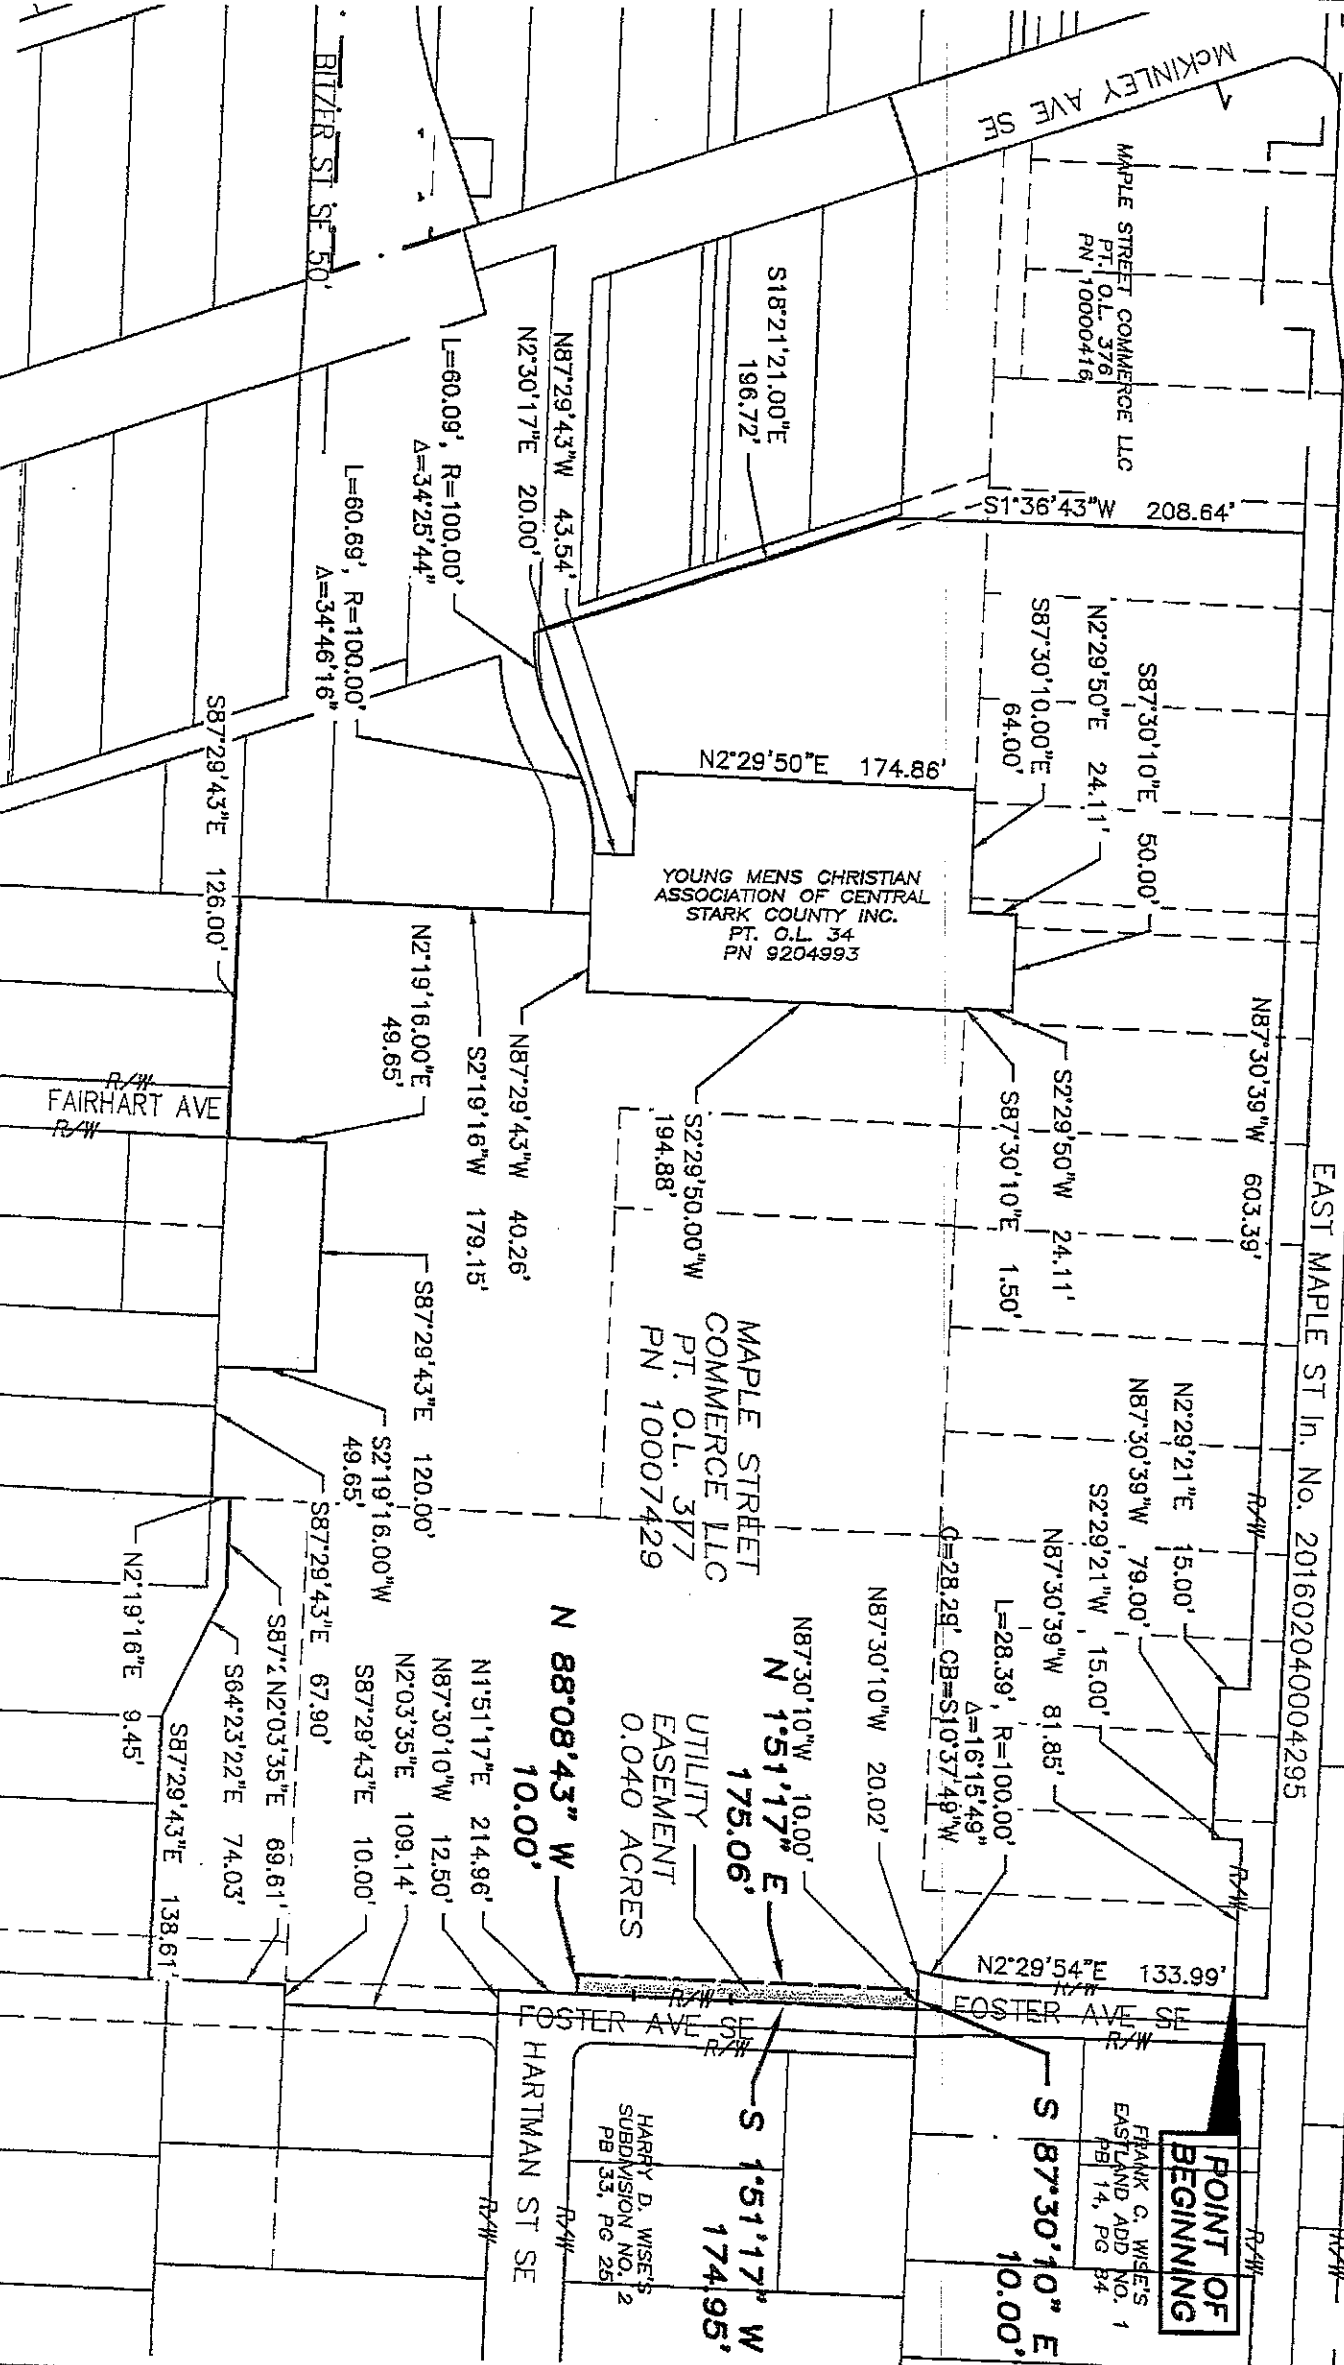 EAST MAPLE ST In. No. 201602040004295
McKINLEY AVE SE
MAPLE STREET COMMERCE LLC
PT. O.L. 376
PN 10000416
S1°36'43"W 208.64'
N87°30'39"W 603.39'
S87°30'10"E 50.00'
N2°29'50"E 24.11'
S87°30'10.00"E
64.00'
S18°21'21.00"E
196.72'
N87°29'43"W 43.54'
N2°30'17"E 20.00'
L=60.09', R=100.00'
Δ=34°25'44"
L=60.69', R=100.00'
Δ=34°46'16"
BITZER ST SE 50'
N2°29'50"E 174.86'
YOUNG MENS CHRISTIAN
ASSOCIATION OF CENTRAL
STARK COUNTY INC.
PT. O.L. 34
PN 9204993
S2°29'50"W 24.11'
S87°30'10"E 1.50'
S2°29'50.00"W
194.88'
N87°29'43"W 40.26'
S2°19'16"W 179.15'
S87°29'43"E 126.00'
N2°19'16.00"E
49.65'
R/W
FAIRHART AVE
R/W
S87°29'43"E 120.00'
S2°19'16.00"W
49.65'
S87°29'43"E 67.90'
N2°19'16"E 9.45'
MAPLE STREET
COMMERCE LLC
PT. O.L. 377
PN 10007429
R/W
N2°29'21"E 15.00'
N87°30'39"W 79.00'
S2°29'21"W 15.00'
N87°30'39"W 81.85'
R/W
L=28.39', R=100.00'
Δ=16°15'49"
C=28.29' CB=S10°37'49"W
N87°30'10"W 20.02'
N87°30'10"W 10.00'
N 1°51'17" E
175.06'
UTILITY
EASEMENT
0.040 ACRES
N 88°08'43" W
10.00'
N1°51'17"E 214.96'
N87°30'10"W 12.50'
N2°03'35"E 109.14'
S87°29'43"E 10.00'
N2°03'35"E 69.61'
S64°23'22"E 74.03'
S87°29'43"E 138.61'
N2°29'54"E 133.99'
R/W
FOSTER AVE SE
R/W
R/W
FOSTER AVE SE
R/W
POINT OF
BEGINNING
R/W
R/W
FRANK C. WISE'S
EASTLAND ADD NO. 1
PB 14, PG 84
S 87°30'10" E
10.00'
S 1°51'17" W
174.95'
HARRY D. WISE'S
SUBDIVISION NO. 2
PB 33, PG 25
R/W
HARTMAN ST SE
R/W